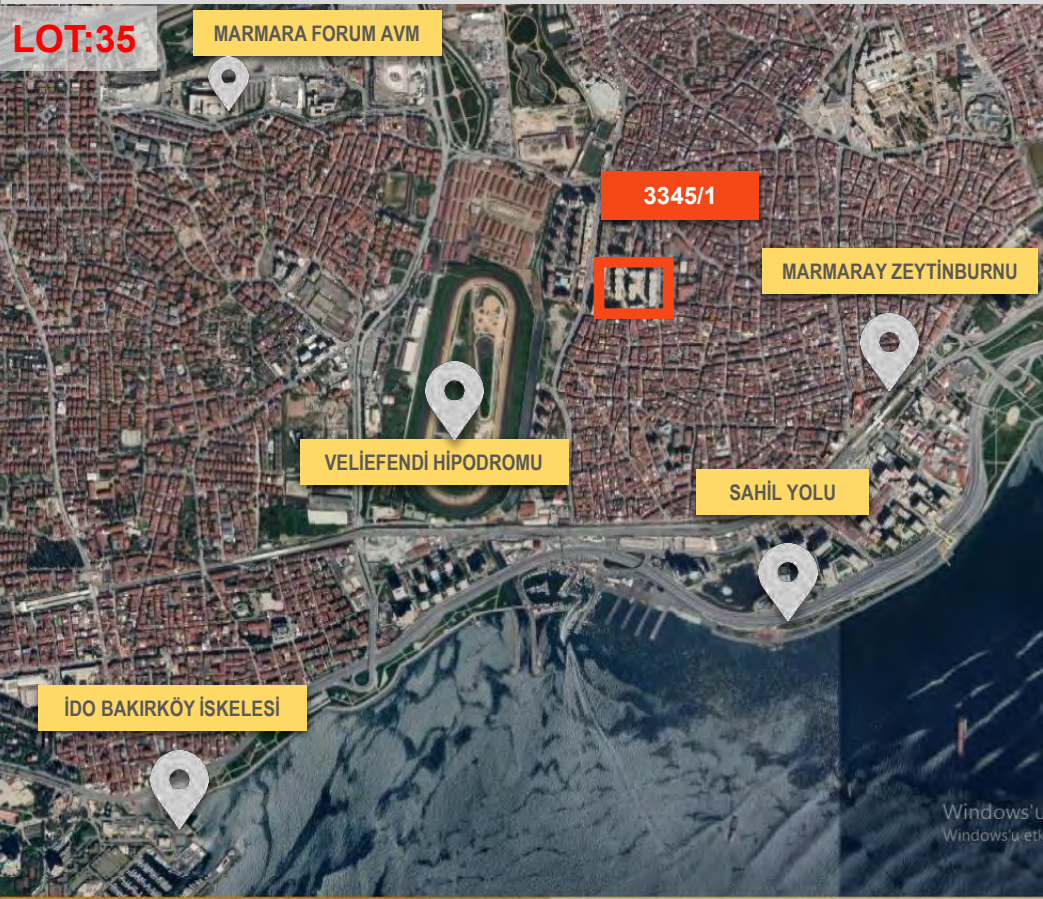 LOT:35
MARMARA FORUM AVM
3345/1
MARMARAY ZEYTİNBURNU
VELİEFENDİ HİPODROMU
SAHİL YOLU
İDO BAKIRKÖY İSKELESİ
Windows'u
Windows'u etk